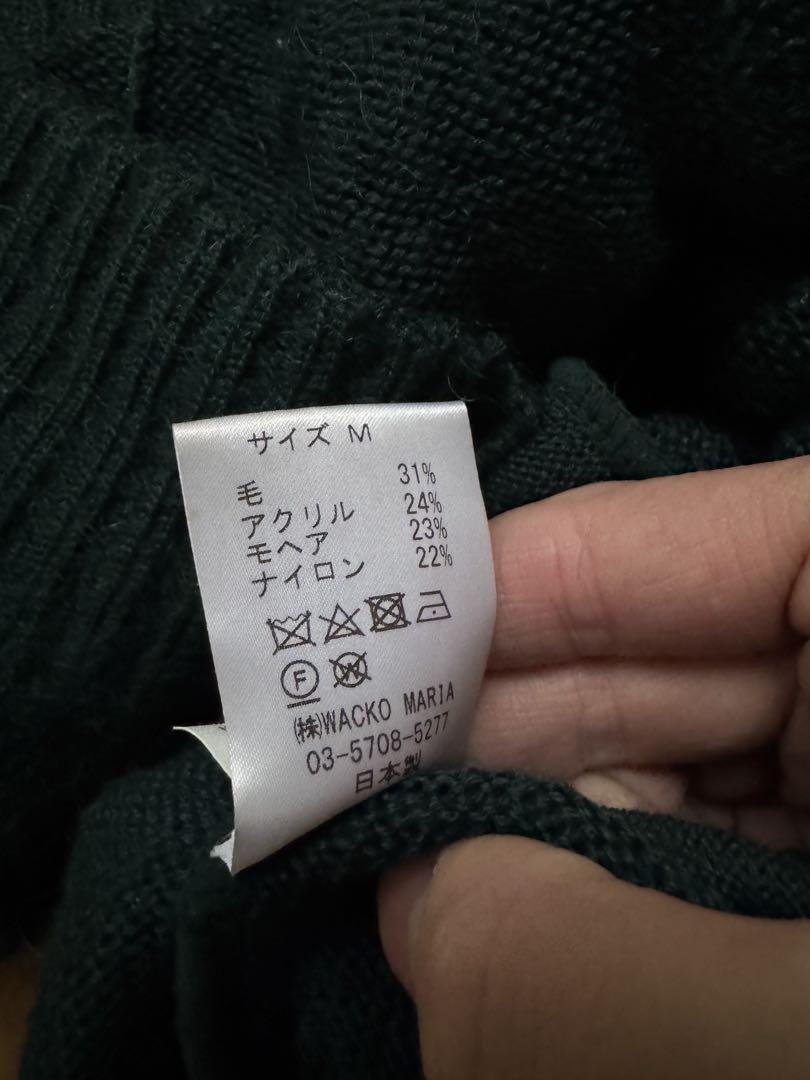 サイズ M
毛 31%
アクリル 24%
モヘア 23%
ナイロン 22%
F W
㈱WACKO MARIA
03-5708-5277
日本製